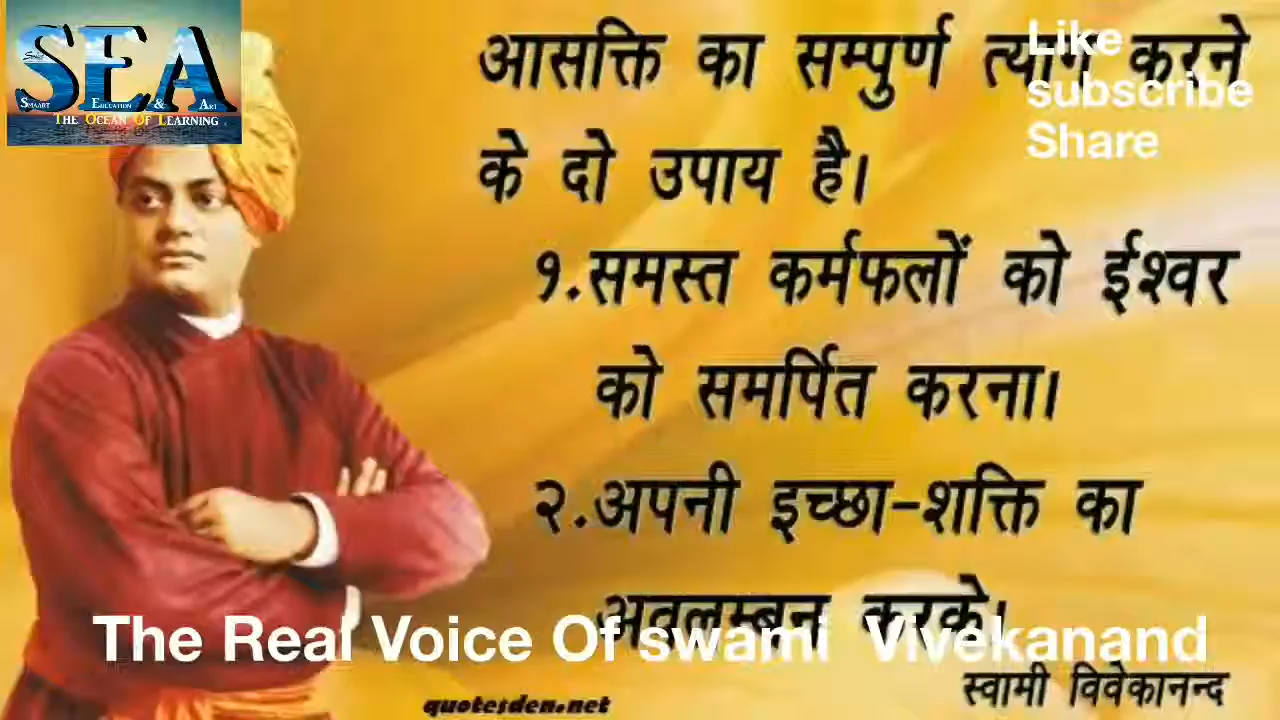 SEA
SMAART EDUCATION & ART
THE OCEAN OF LEARNING
Like
subscribe
Share
आसक्ति का सम्पुर्ण त्याग करने
के दो उपाय है।
१.समस्त कर्मफलों को ईश्वर
को समर्पित करना।
२.अपनी इच्छा-शक्ति का
अवलम्बन करके।
The Real Voice Of swami Vivekanand
स्वामी विवेकानन्द
quotesden.net